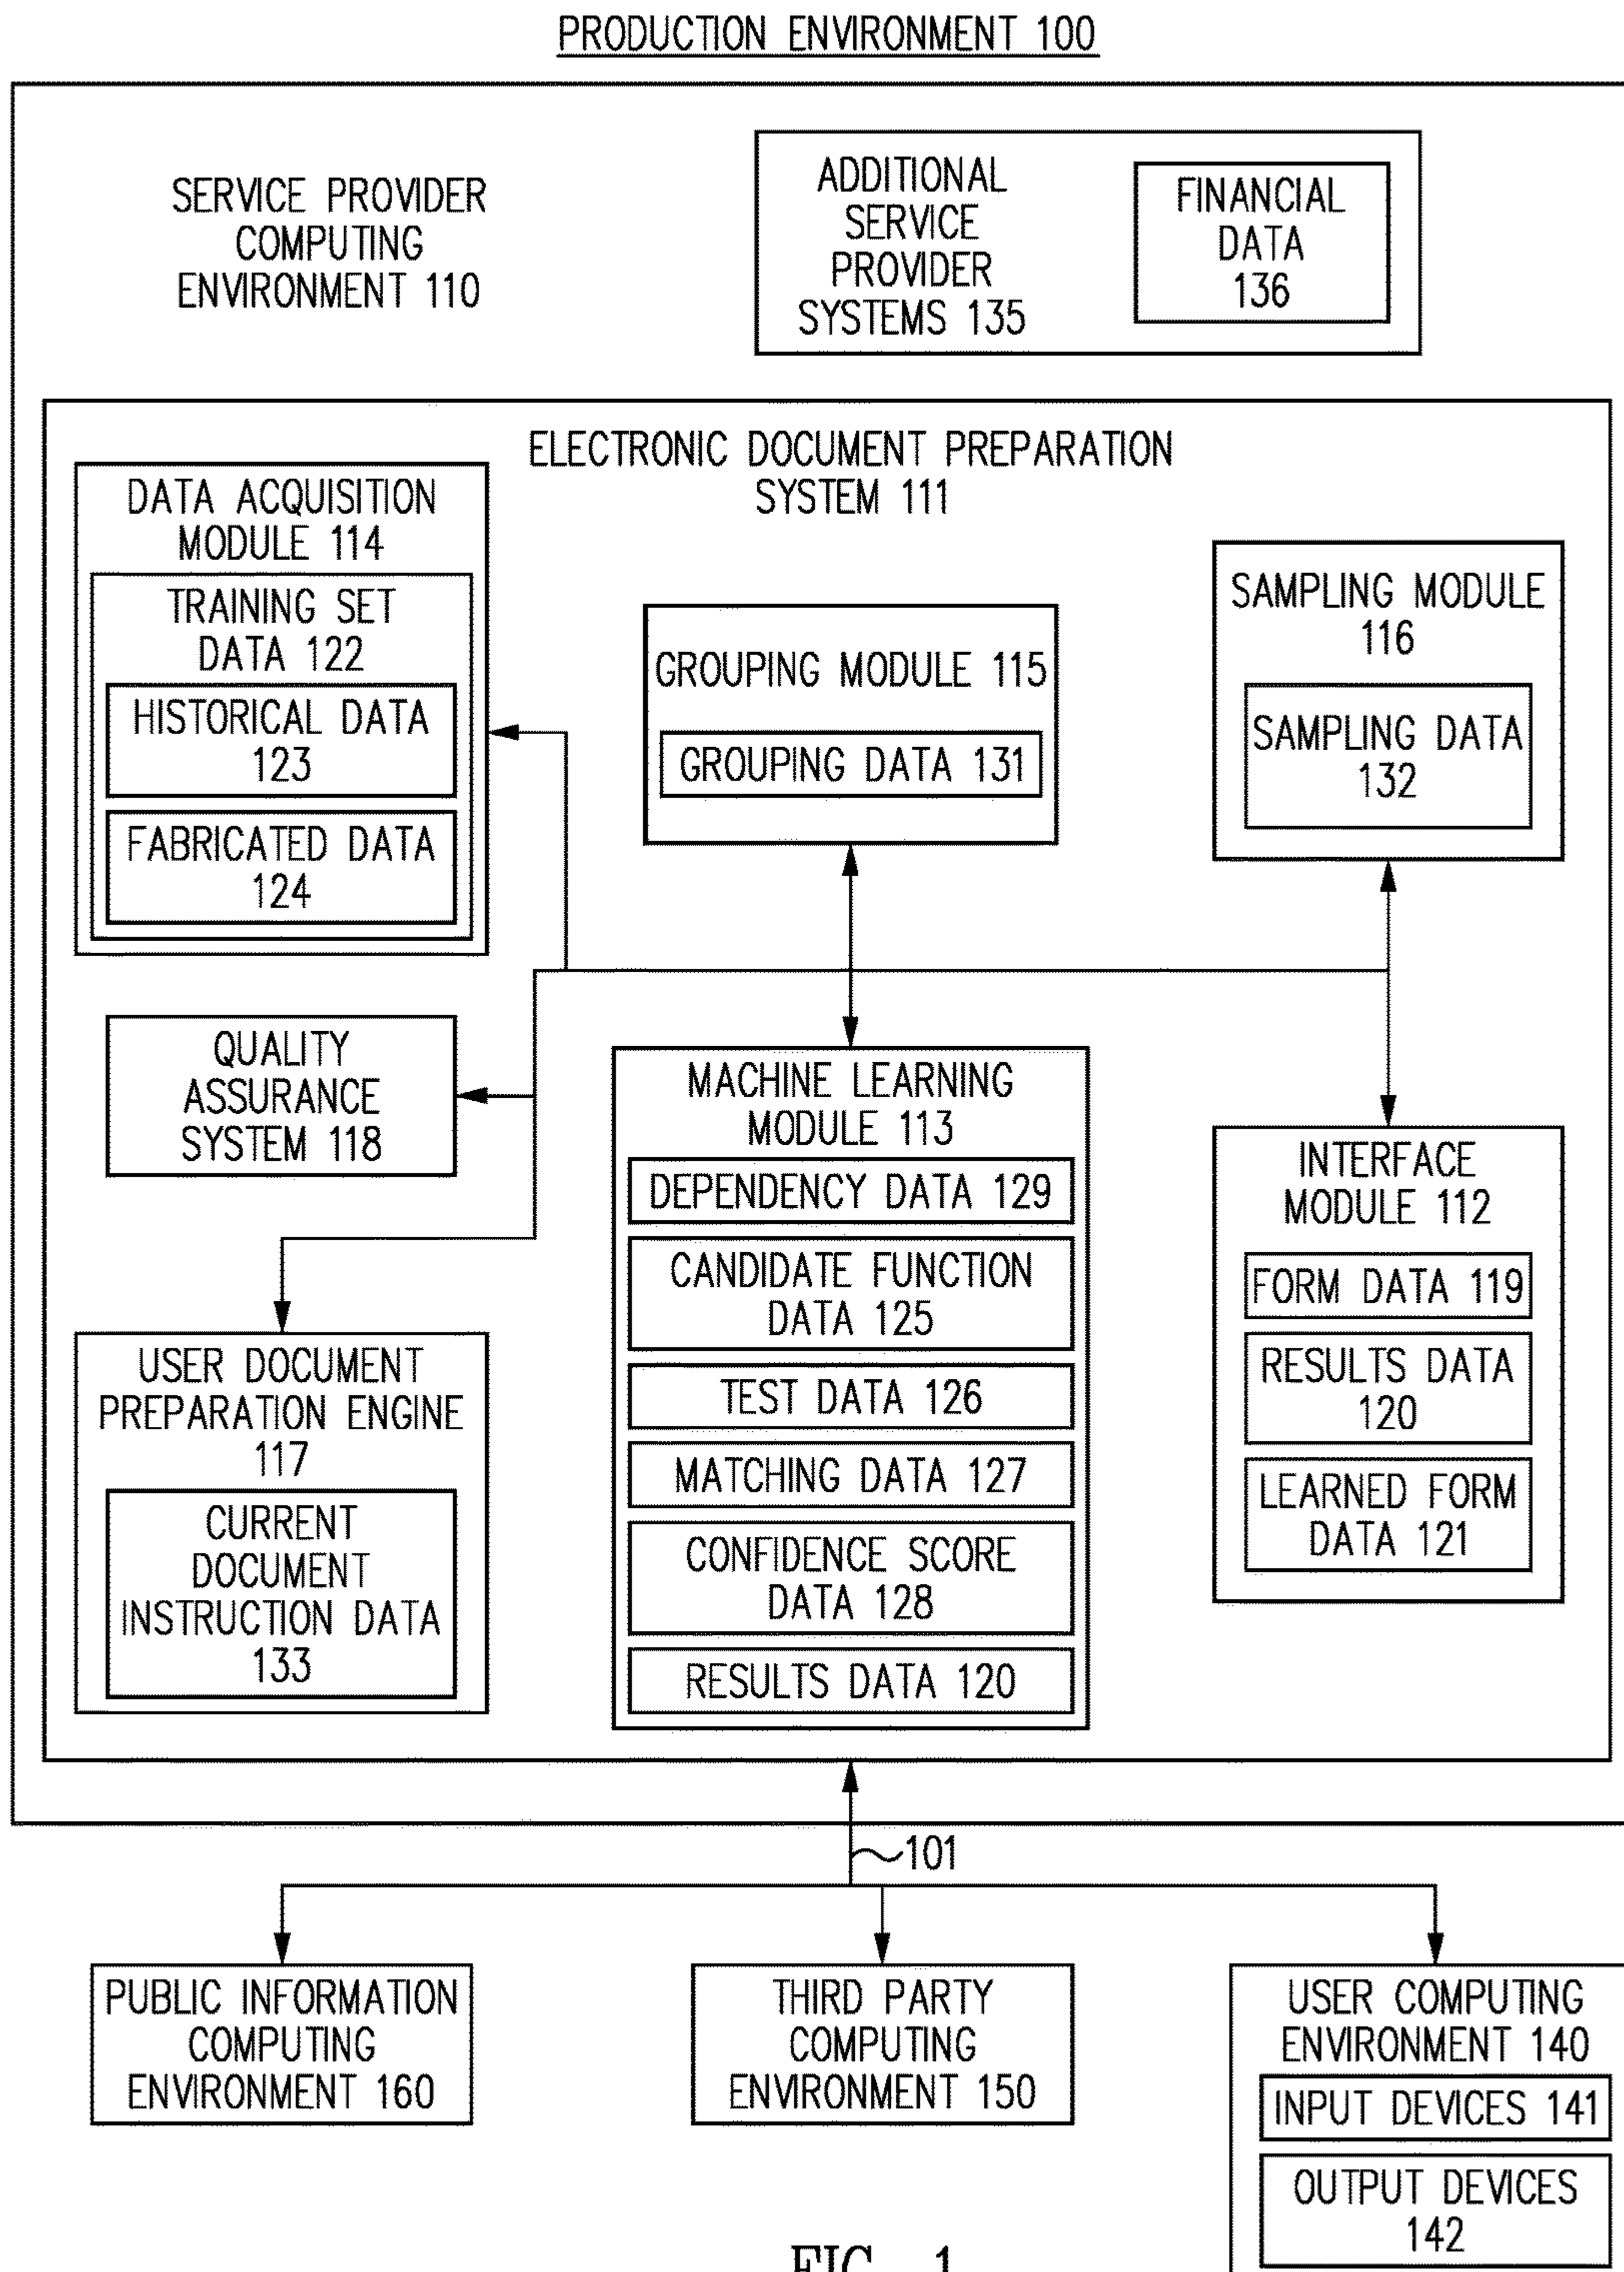 PRODUCTION ENVIRONMENT 100
SERVICE PROVIDER
COMPUTING
ENVIRONMENT 110
ADDITIONAL
SERVICE
PROVIDER
SYSTEMS 135
FINANCIAL
DATA
136
ELECTRONIC DOCUMENT PREPARATION
SYSTEM 111
DATA ACQUISITION
MODULE 114
TRAINING SET
DATA 122
HISTORICAL DATA
123
FABRICATED DATA
124
GROUPING MODULE 115
GROUPING DATA 131
SAMPLING MODULE
116
SAMPLING DATA
132
QUALITY
ASSURANCE
SYSTEM 118
MACHINE LEARNING
MODULE 113
DEPENDENCY DATA 129
CANDIDATE FUNCTION
DATA 125
TEST DATA 126
MATCHING DATA 127
CONFIDENCE SCORE
DATA 128
RESULTS DATA 120
INTERFACE
MODULE 112
FORM DATA 119
RESULTS DATA
120
LEARNED FORM
DATA 121
USER DOCUMENT
PREPARATION ENGINE
117
CURRENT
DOCUMENT
INSTRUCTION DATA
133
101
PUBLIC INFORMATION
COMPUTING
ENVIRONMENT 160
THIRD PARTY
COMPUTING
ENVIRONMENT 150
USER COMPUTING
ENVIRONMENT 140
INPUT DEVICES 141
OUTPUT DEVICES
142
FIG. 1